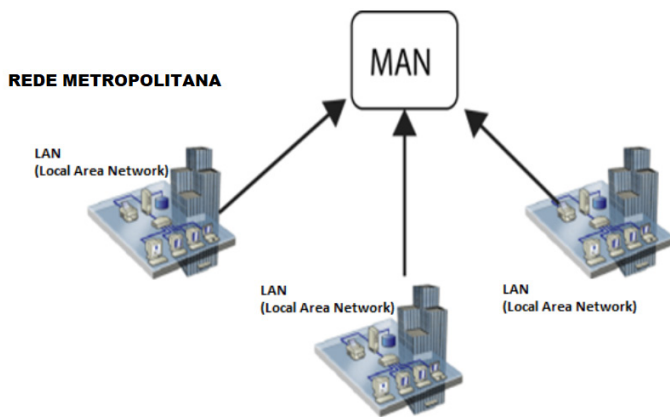 MAN
REDE METROPOLITANA
LAN
(Local Area Network)
LAN
(Local Area Network)
LAN
(Local Area Network)